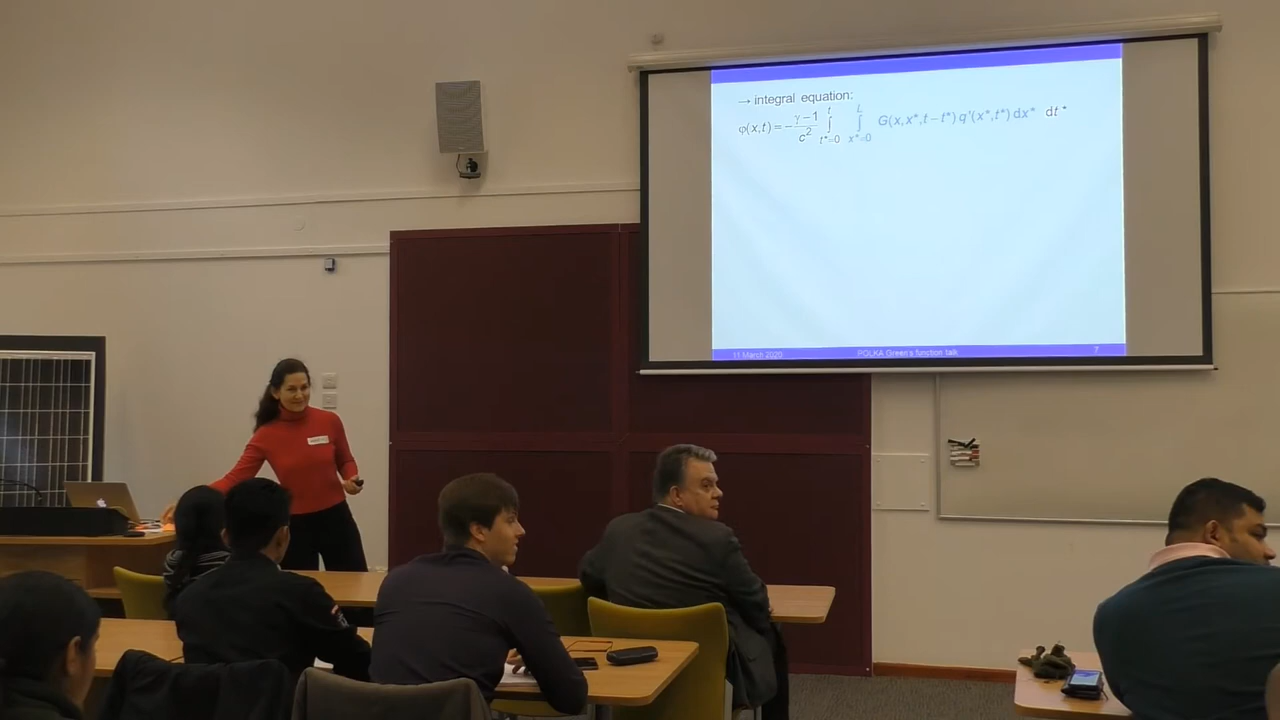 → integral equation:
φ(x,t) = − γ−1/c² ∫ t*=0 t ∫ x*=0 L G(x,x*,t−t*) q'(x*,t*) dx* dt*
11 March 2020 POLKA Green's function talk 7